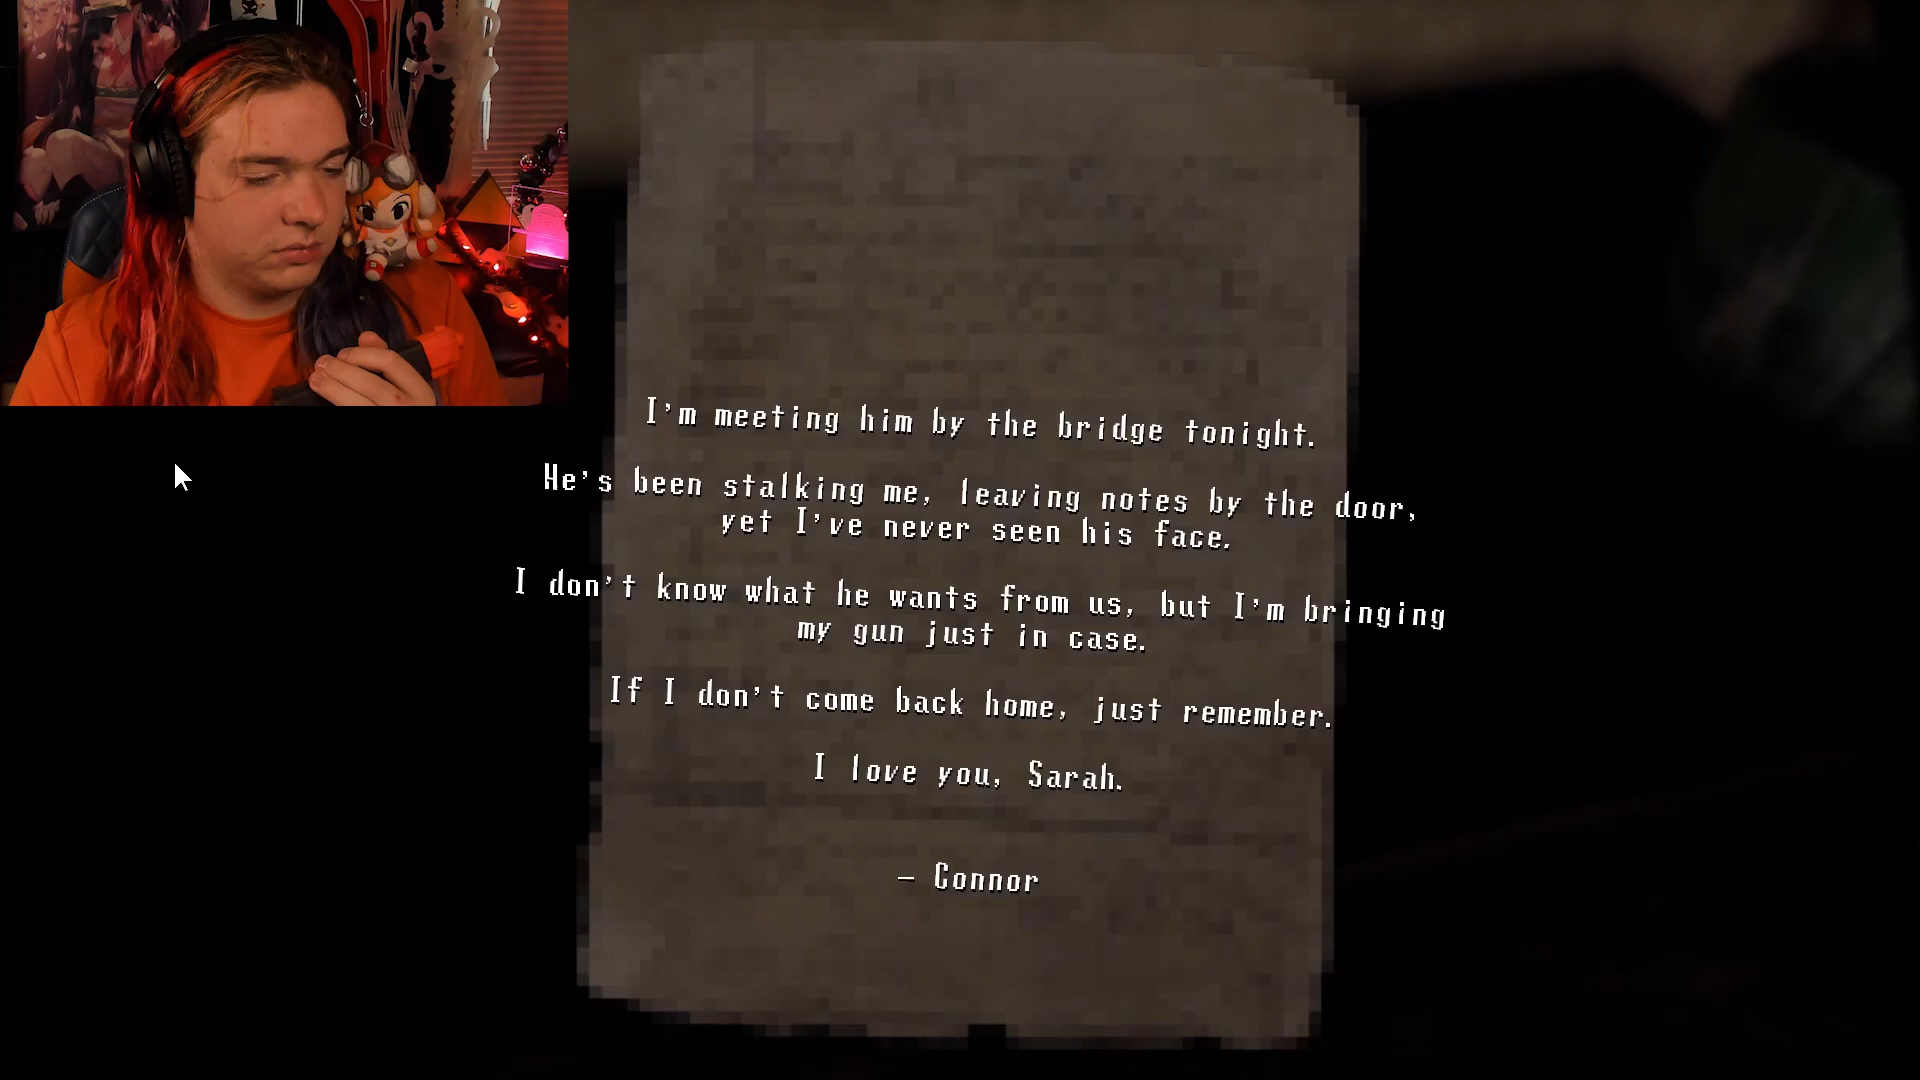 I'm meeting him by the bridge tonight.
He's been stalking me, leaving notes by the door,
yet I've never seen his face.
I don't know what he wants from us, but I'm bringing
my gun just in case.
If I don't come back home, just remember.
I love you, Sarah.
– Connor